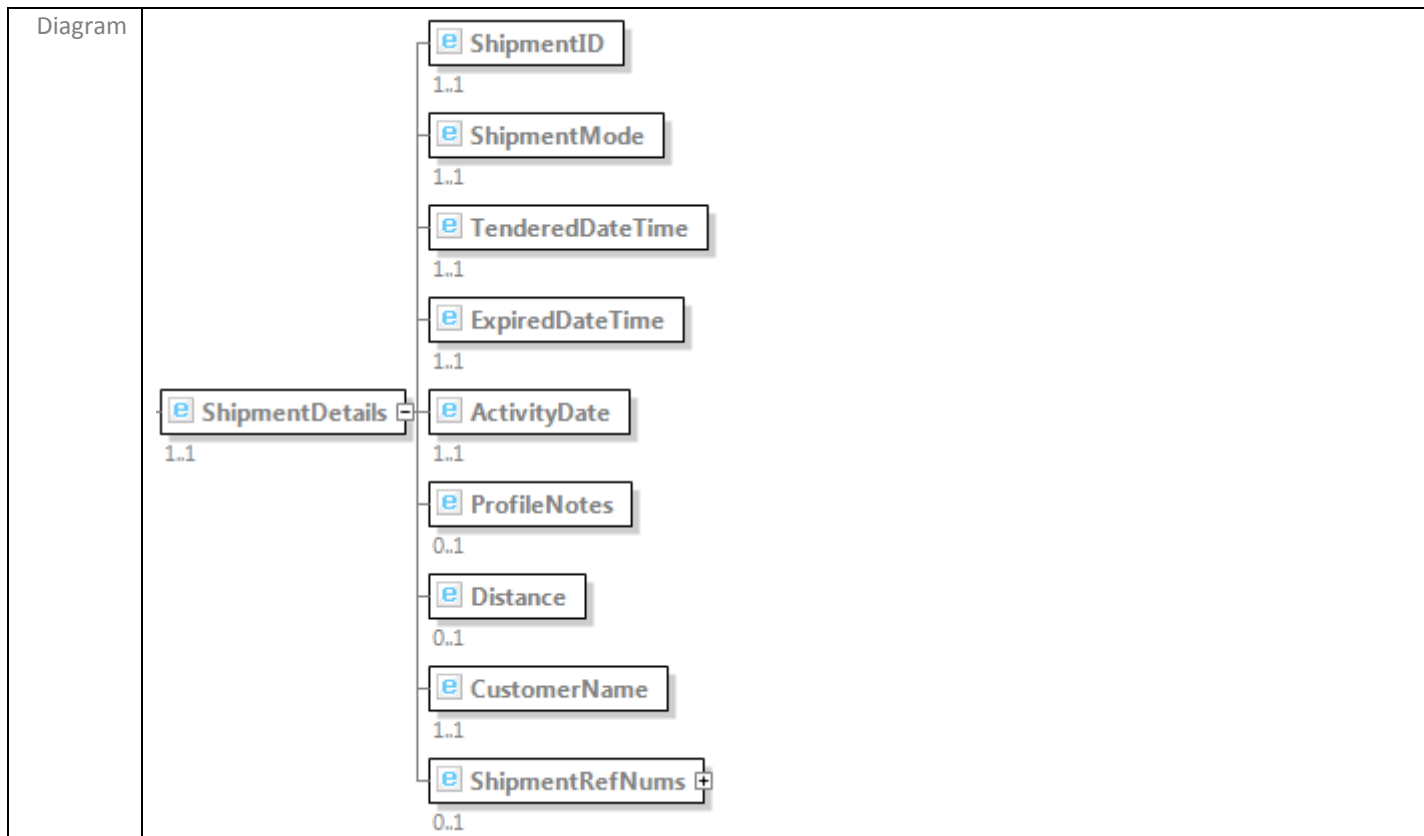 Diagram
e ShipmentID
1..1
e ShipmentMode
1..1
e TenderedDateTime
1..1
e ExpiredDateTime
1..1
e ShipmentDetails
1..1
e ActivityDate
1..1
e ProfileNotes
0..1
e Distance
0..1
e CustomerName
1..1
e ShipmentRefNums
0..1